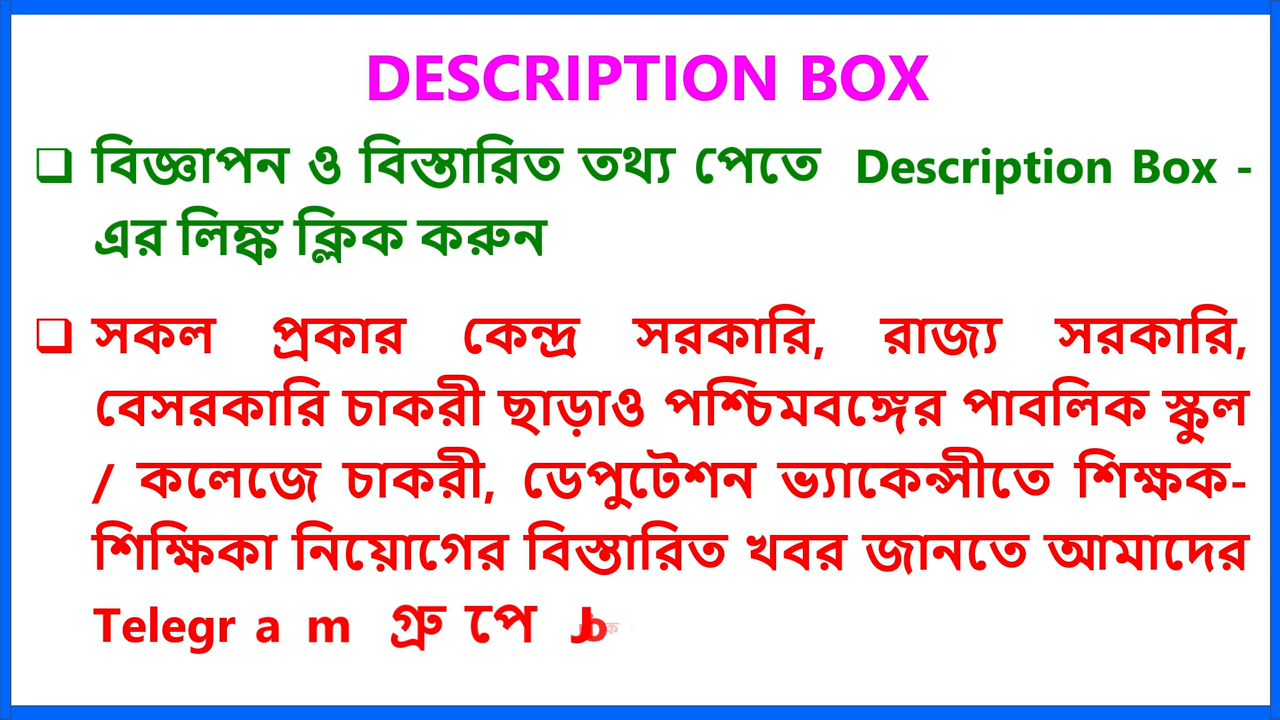 DESCRIPTION BOX
বিজ্ঞাপন ও বিস্তারিত তথ্য পেতে Description Box -
এর লিঙ্ক ক্লিক করুন
সকল প্রকার কেন্দ্র সরকারি, রাজ্য সরকারি,
বেসরকারি চাকরী ছাড়াও পশ্চিমবঙ্গের পাবলিক স্কুল
/ কলেজে চাকরী, ডেপুটেশন ভ্যাকেন্সীতে শিক্ষক-
শিক্ষিকা নিয়োগের বিস্তারিত খবর জানতে আমাদের
Telegram গ্রুপে